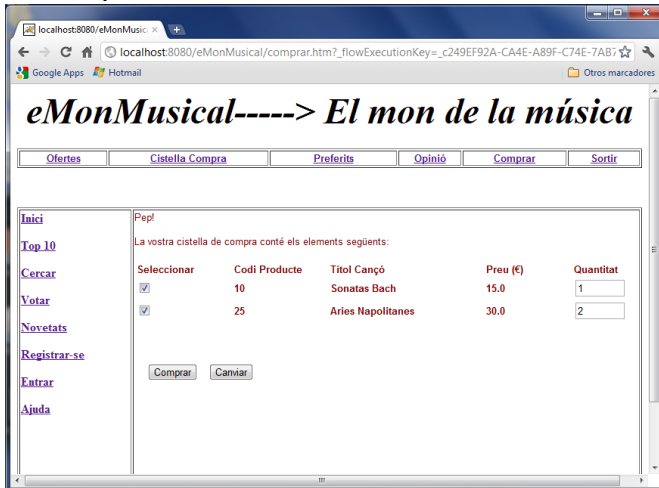 localhost:8080/eMonMusic
localhost:8080/eMonMusical/comprar.htm?_flowExecutionKey=_c249EF92A-CA4E-A89F-C74E-7AB7
Google Apps Hotmail Otros marcadores
eMonMusical-----> El mon de la música
Ofertes Cistella Compra Preferits Opinió Comprar Sortir
Inici
Top 10
Cercar
Votar
Novetats
Registrar-se
Entrar
Ajuda
Pep!
La vostra cistella de compra conté els elements següents:
Seleccionar Codi Producte Titol Cançó Preu (€) Quantitat
10 Sonatas Bach 15.0 1
25 Aries Napolitanes 30.0 2
Comprar Canviar